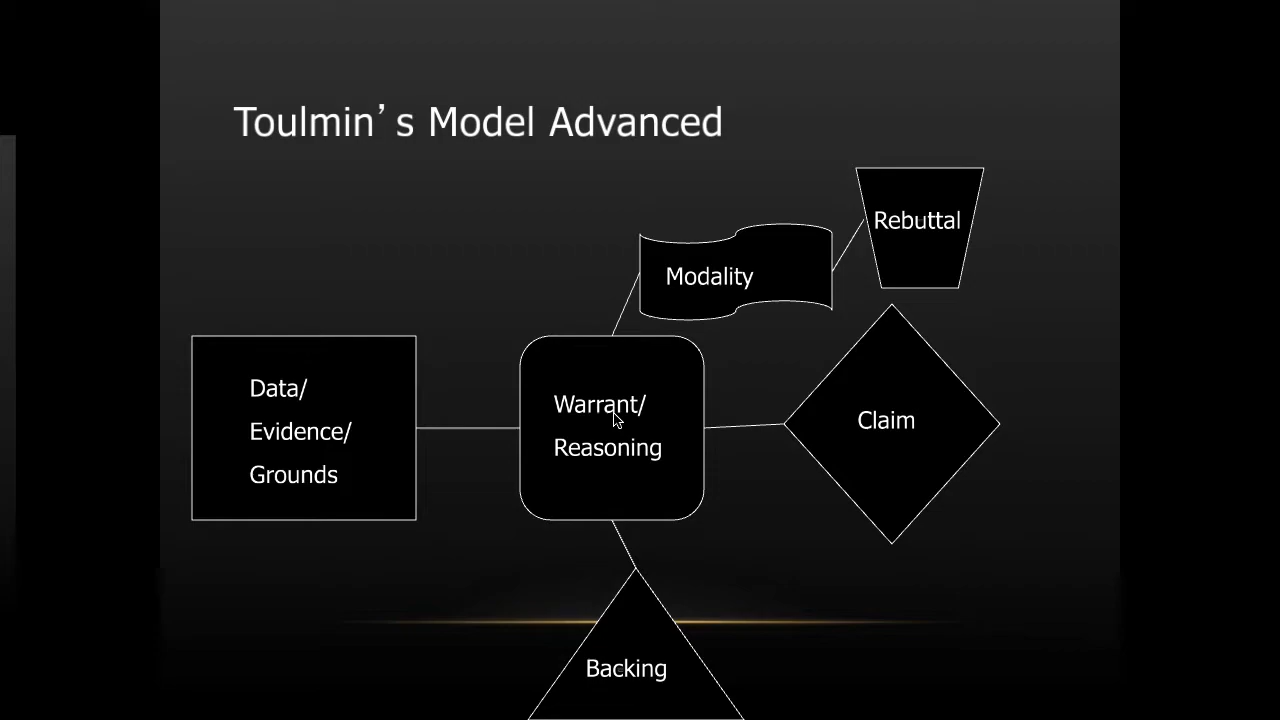 Toulmin’s Model Advanced
Rebuttal
Modality
Data/
Evidence/
Grounds
Warrant/
Reasoning
Claim
Backing